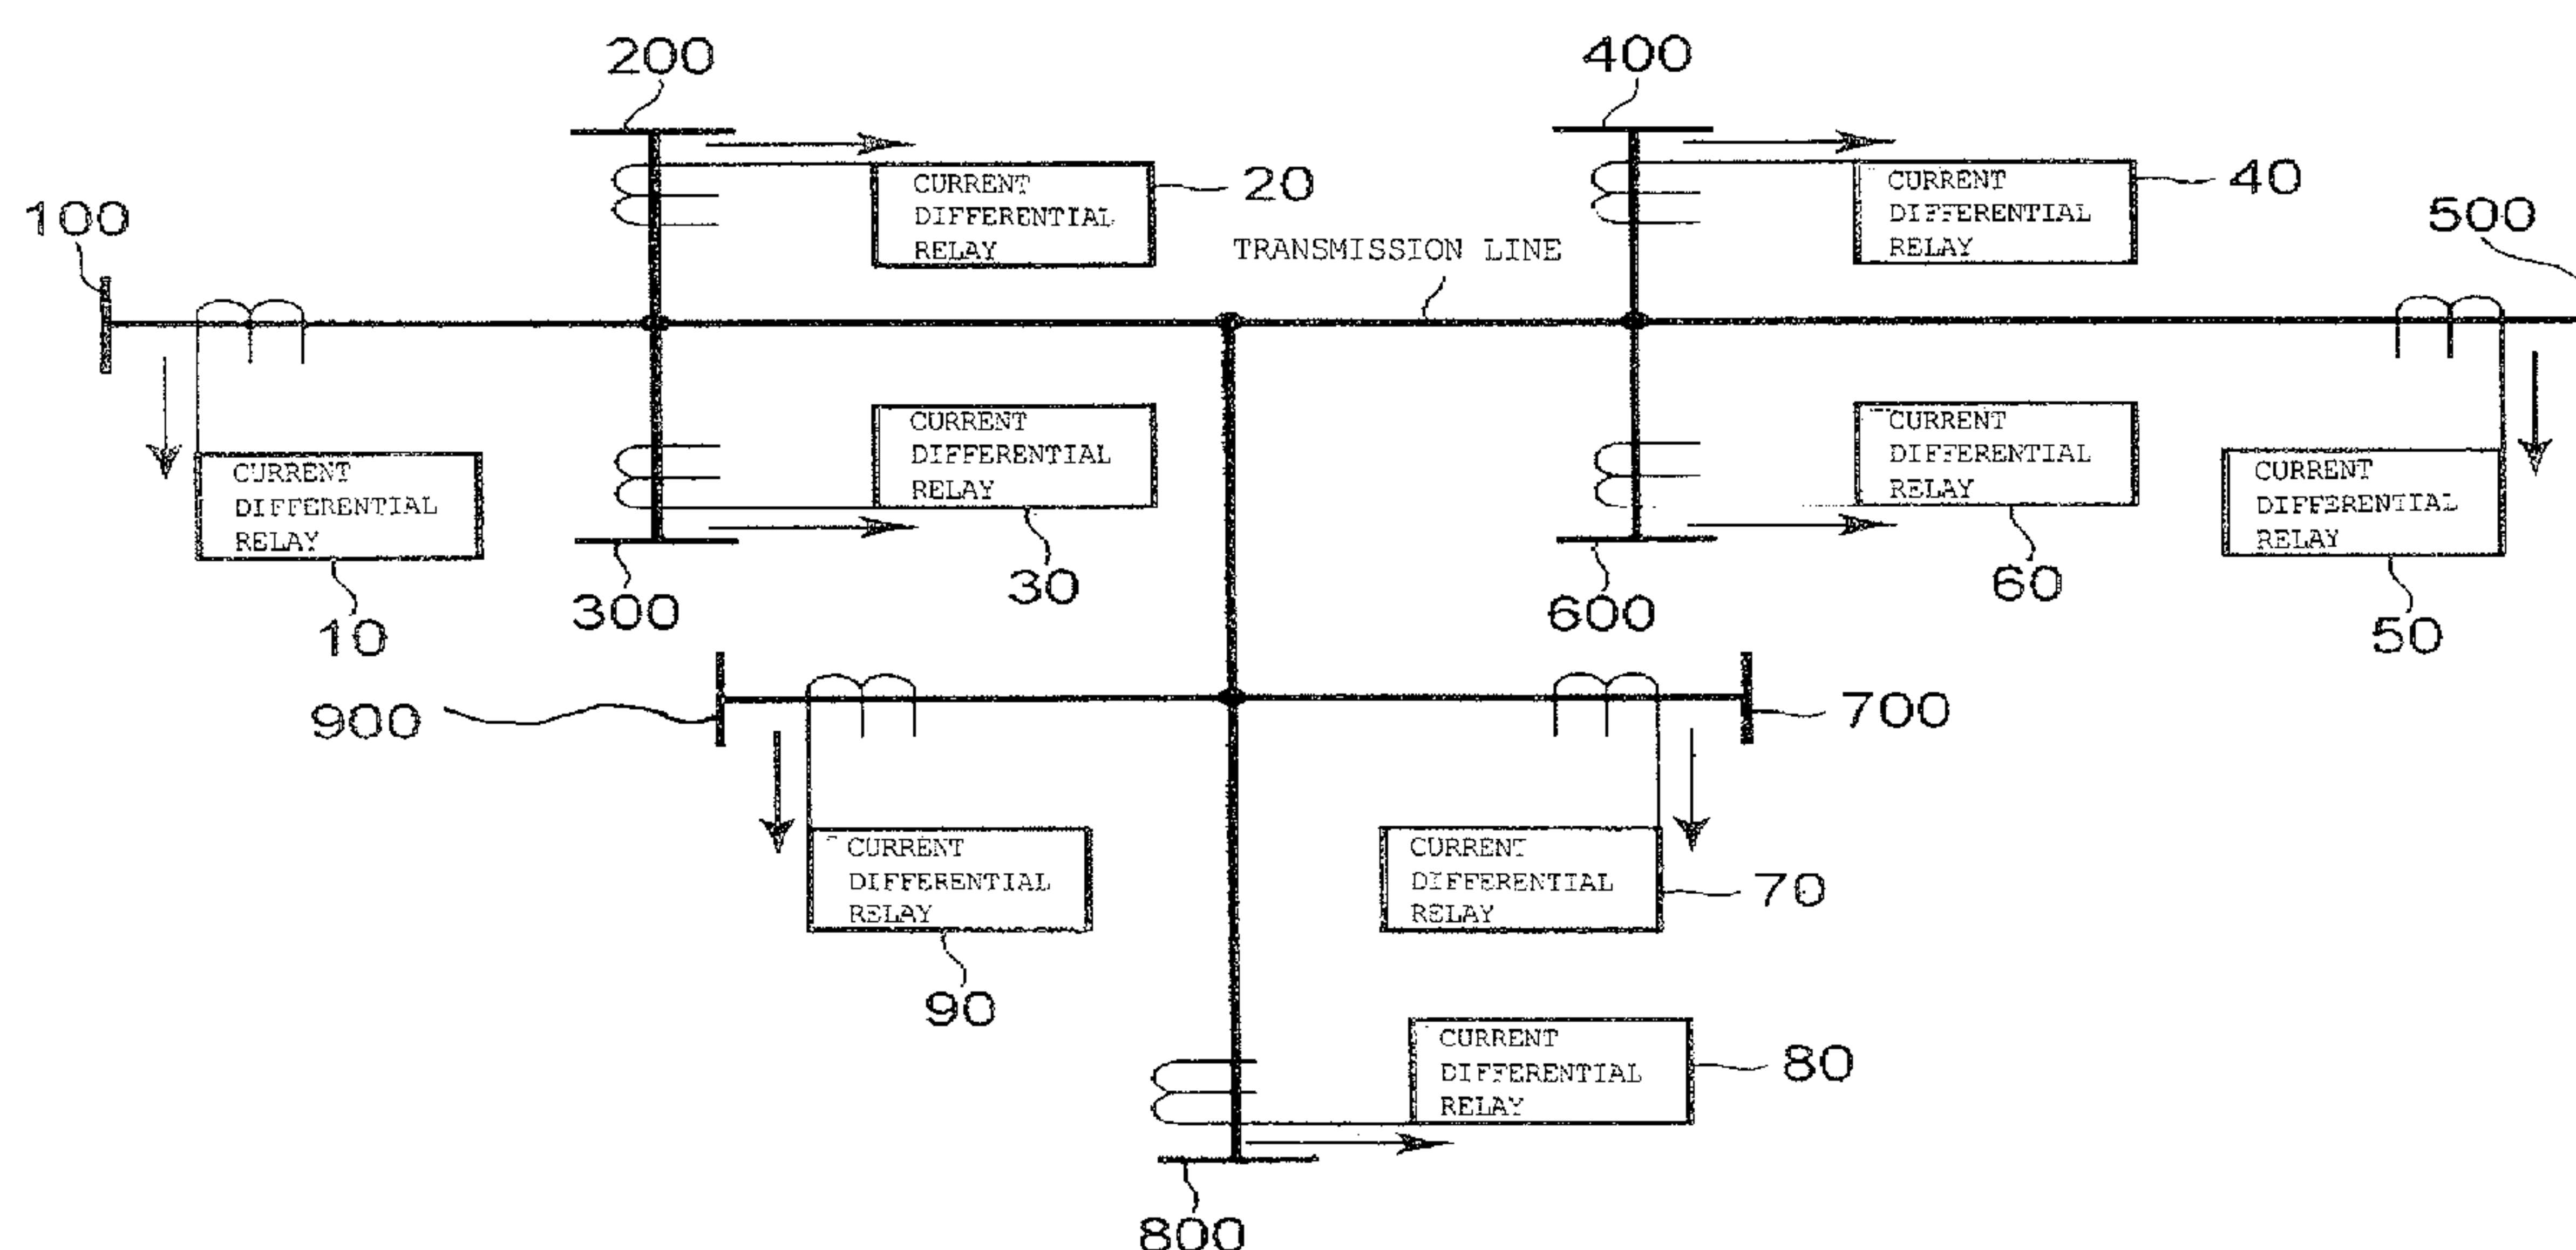 200
400
CURRENT
DIFFERENTIAL
RELAY
20
CURRENT
DIFFERENTIAL
RELAY
40
100
TRANSMISSION LINE
500
CURRENT
DIFFERENTIAL
RELAY
10
300
CURRENT
DIFFERENTIAL
RELAY
30
CURRENT
DIFFERENTIAL
RELAY
60
600
CURRENT
DIFFERENTIAL
RELAY
50
900
700
CURRENT
DIFFERENTIAL
RELAY
90
CURRENT
DIFFERENTIAL
RELAY
70
CURRENT
DIFFERENTIAL
RELAY
80
800